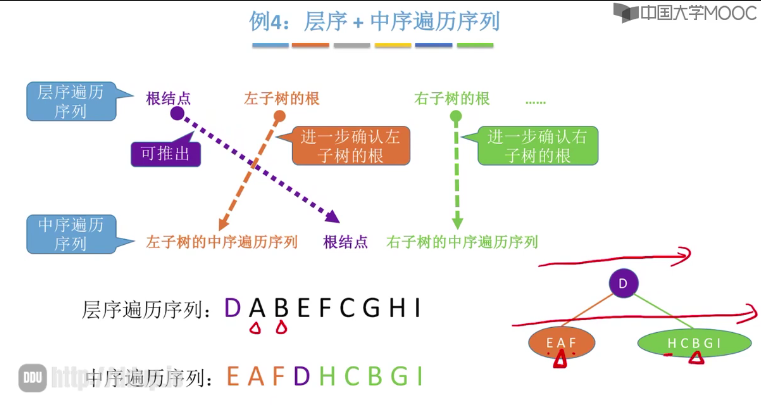 例4：层序 + 中序遍历序列
中国大学MOOC
层序遍历
序列
根结点
左子树的根
右子树的根
……
可推出
进一步确认左
子树的根
进一步确认右
子树的根
中序遍历
序列
左子树的中序遍历序列
根结点
右子树的中序遍历序列
D
E A F
H C B G I
层序遍历序列：D A B E F C G H I
中序遍历序列：E A F D H C B G I